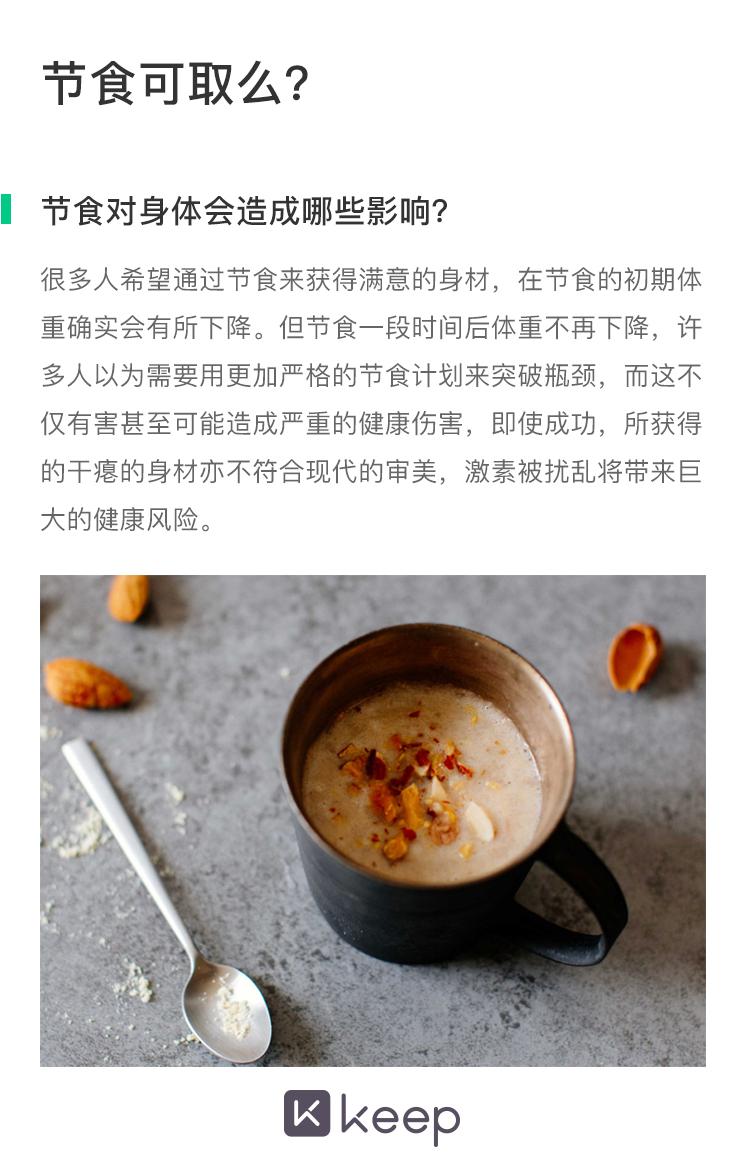 节食可取么?
节食对身体会造成哪些影响?
很多人希望通过节食来获得满意的身材，在节食的初期体
重确实会有所下降。但节食一段时间后体重不再下降，许
多人以为需要用更加严格的节食计划来突破瓶颈，而这不
仅有害甚至可能造成严重的健康伤害，即使成功，所获得
的干瘪的身材亦不符合现代的审美，激素被扰乱将带来巨
大的健康风险。
keep